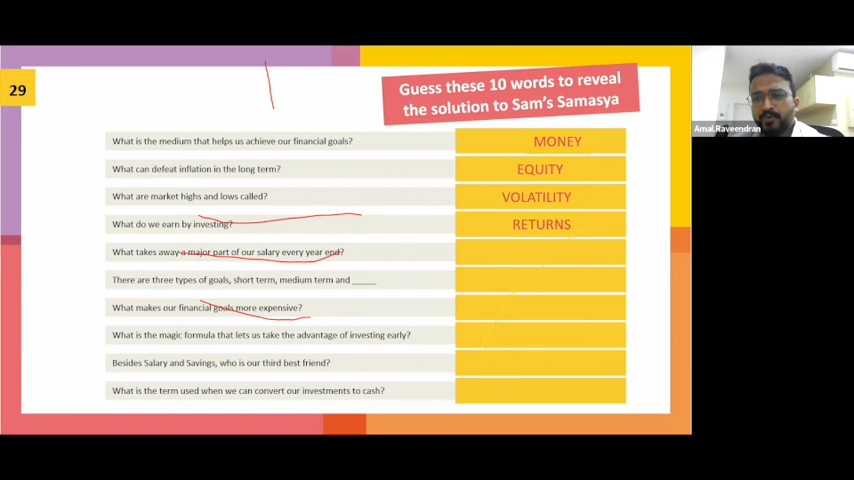 29
Guess these 10 words to reveal
the solution to Sam's Samasya
What is the medium that helps us achieve our financial goals? MONEY
What can defeat inflation in the long term? EQUITY
What are market highs and lows called? VOLATILITY
What do we earn by investing? RETURNS
What takes away a major part of our salary every year end?
There are three types of goals, short term, medium term and _____
What makes our financial goals more expensive?
What is the magic formula that lets us take the advantage of investing early?
Besides Salary and Savings, who is our third best friend?
What is the term used when we can convert our investments to cash?
Amal.Raveendran